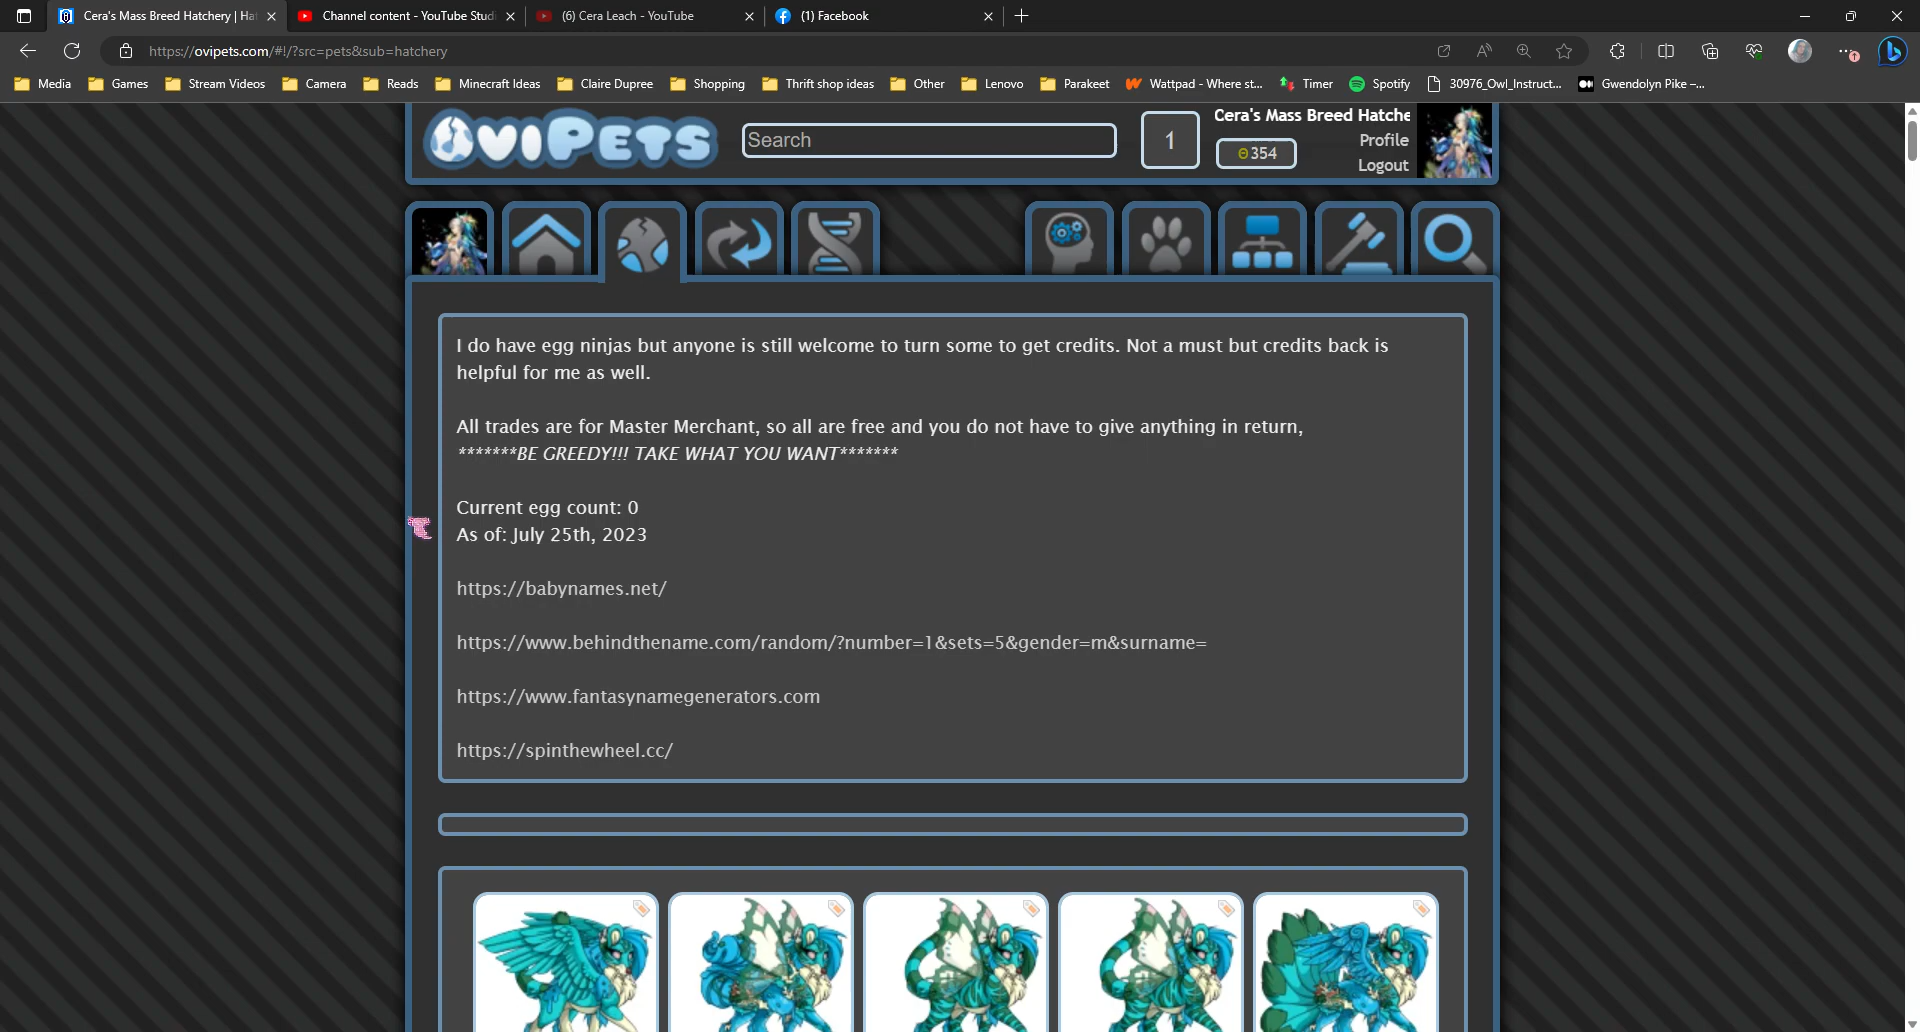 Cera's Mass Breed Hatchery | Hat
Channel content - YouTube Studi
(6) Cera Leach - YouTube
(1) Facebook
https://ovipets.com/#!/?src=pets&sub=hatchery
Media
Games
Stream Videos
Camera
Reads
Minecraft Ideas
Claire Dupree
Shopping
Thrift shop ideas
Other
Lenovo
Parakeet
Wattpad - Where st...
Timer
Spotify
30976_Owl_Instruct...
Gwendolyn Pike –...
OviPets
Search
1
Cera's Mass Breed Hatche
354
Profile
Logout
I do have egg ninjas but anyone is still welcome to turn some to get credits. Not a must but credits back is
helpful for me as well.
All trades are for Master Merchant, so all are free and you do not have to give anything in return,
*******BE GREEDY!!! TAKE WHAT YOU WANT*******
Current egg count: 0
As of: July 25th, 2023
https://babynames.net/
https://www.behindthename.com/random/?number=1&sets=5&gender=m&surname=
https://www.fantasynamegenerators.com
https://spinthewheel.cc/